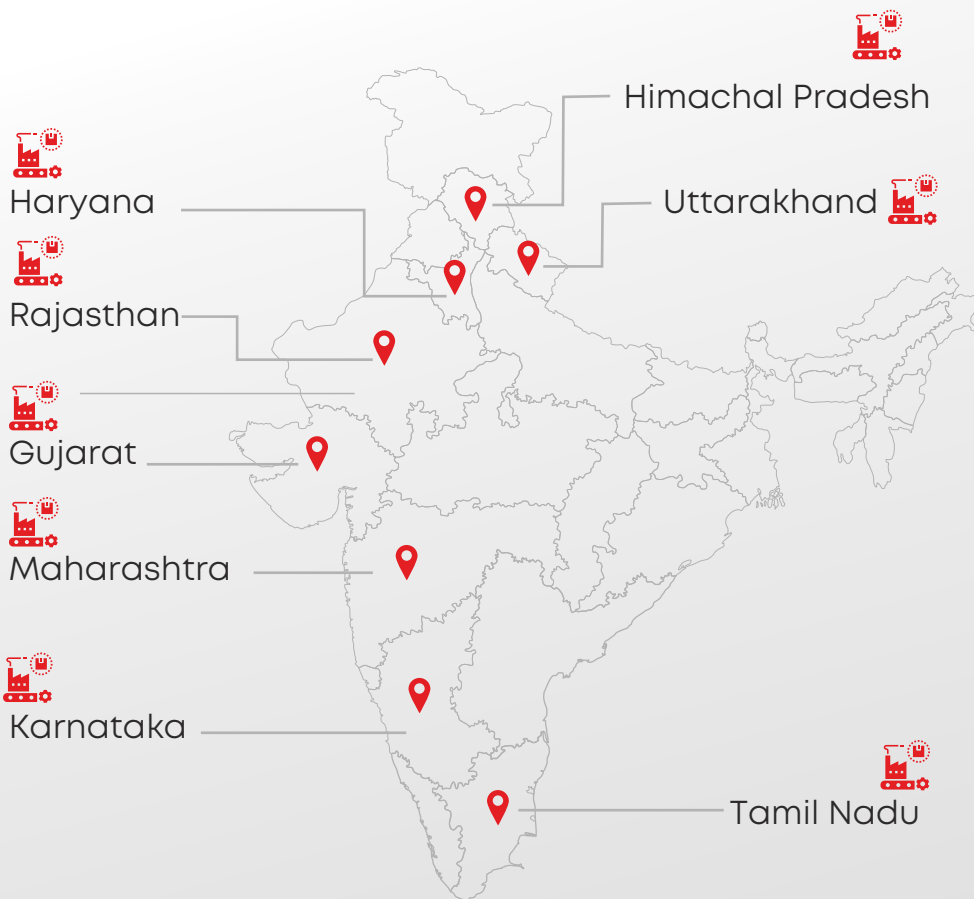 Himachal Pradesh
Haryana
Uttarakhand
Rajasthan
Gujarat
Maharashtra
Karnataka
Tamil Nadu